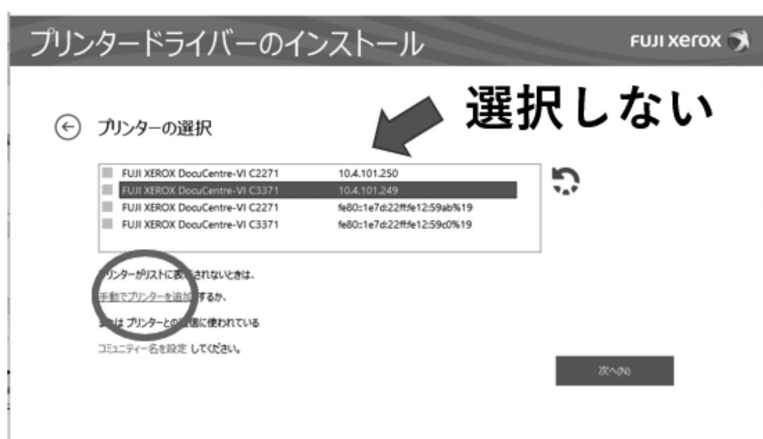 プリンタードライバーのインストール
FUJI xerox
選択しない
プリンターの選択
FUJI XEROX DocuCentre-VI C2271 10.4.101.250
FUJI XEROX DocuCentre-VI C3371 10.4.101.249
FUJI XEROX DocuCentre-VI C2271 fe80::1e7d:22ff:fe12:59ab%19
FUJI XEROX DocuCentre-VI C3371 fe80::1e7d:22ff:fe12:59c0%19
プリンターがリストに表示されないときは、
手動でプリンターを追加するか、
または プリンターとの通信に使われている
コミュニティー名を設定 してください。
次へ(N)